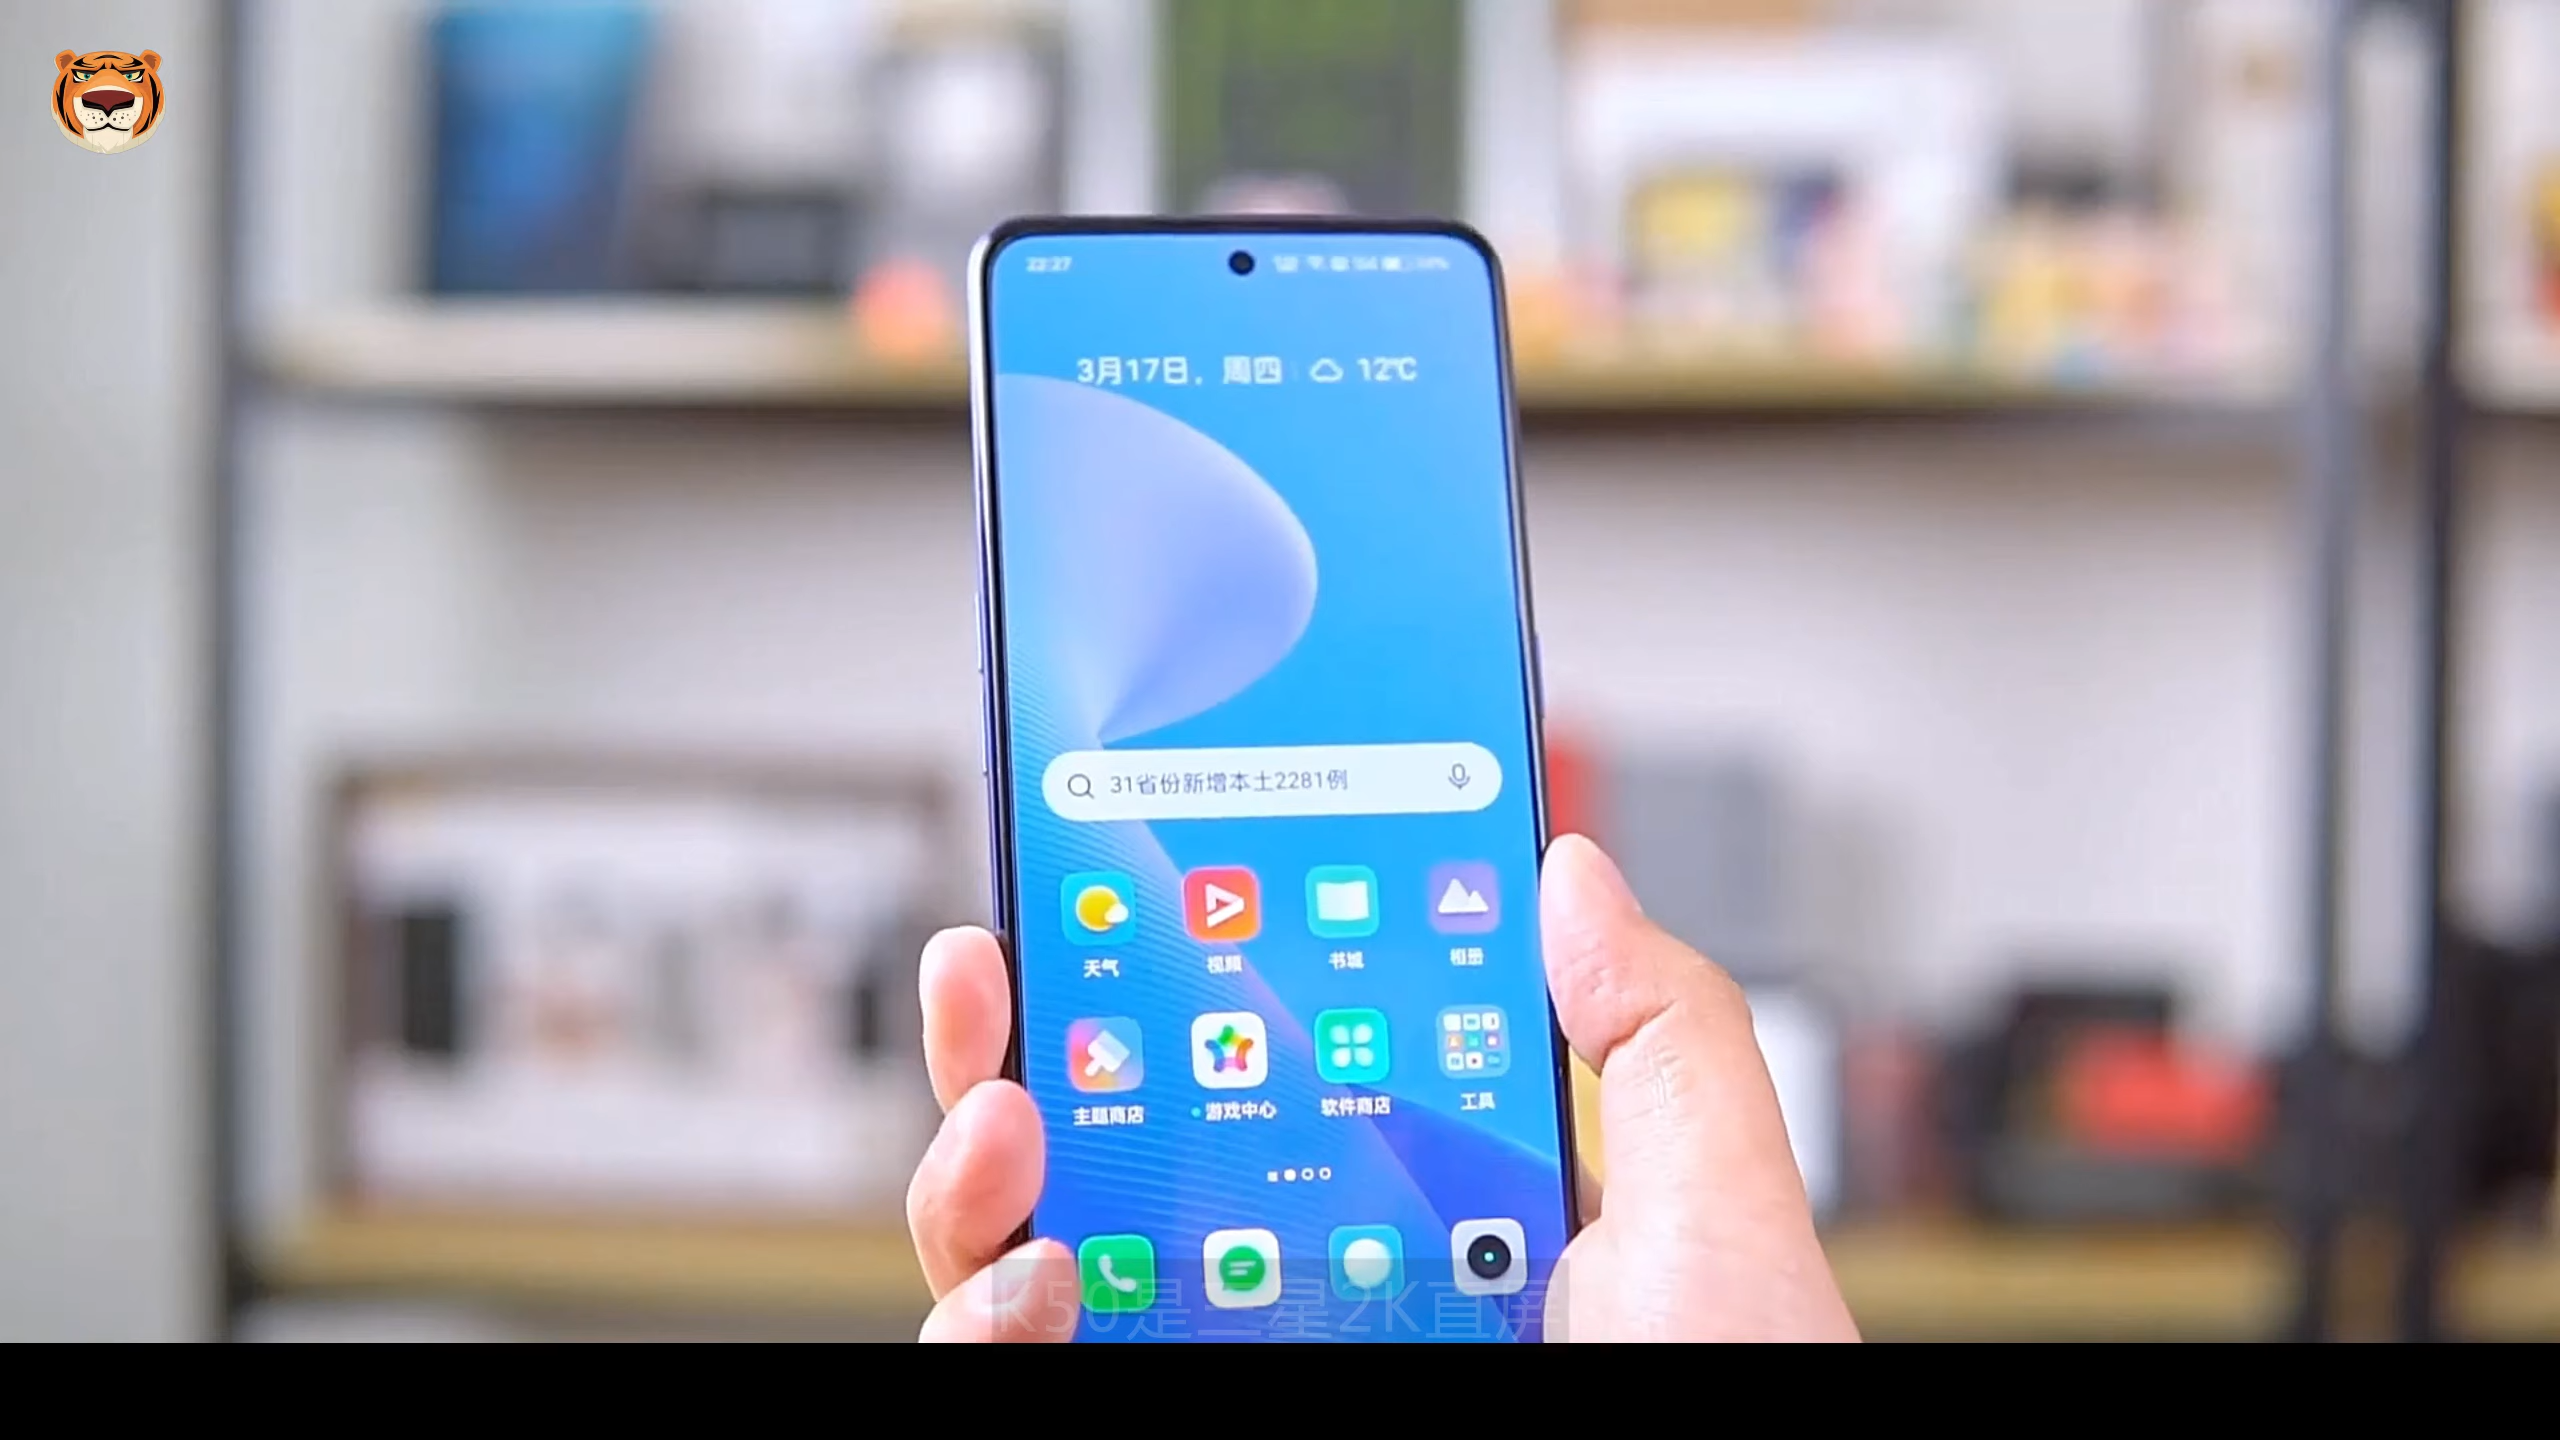 22:27
3月17日，周四 12℃
31省份新增本土2281例
天气 视频 书城 相册
主题商店 游戏中心 软件商店 工具
K50是三星2K直屏